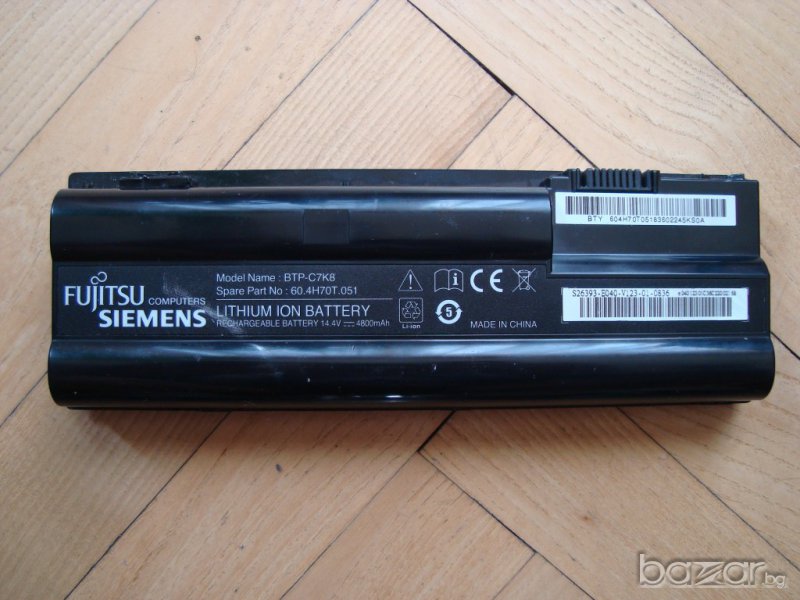 FUJITSU COMPUTERS
SIEMENS
Model Name : BTP-C7K8
Spare Part No : 60.4H70T.051
LITHIUM ION BATTERY
RECHARGEABLE BATTERY 14.4V 4800mAh
Li-ion
5
CE
MADE IN CHINA
BTY 604H70T05183602245KS0A
S26393-E040-V123-01-0836
bazar.bg